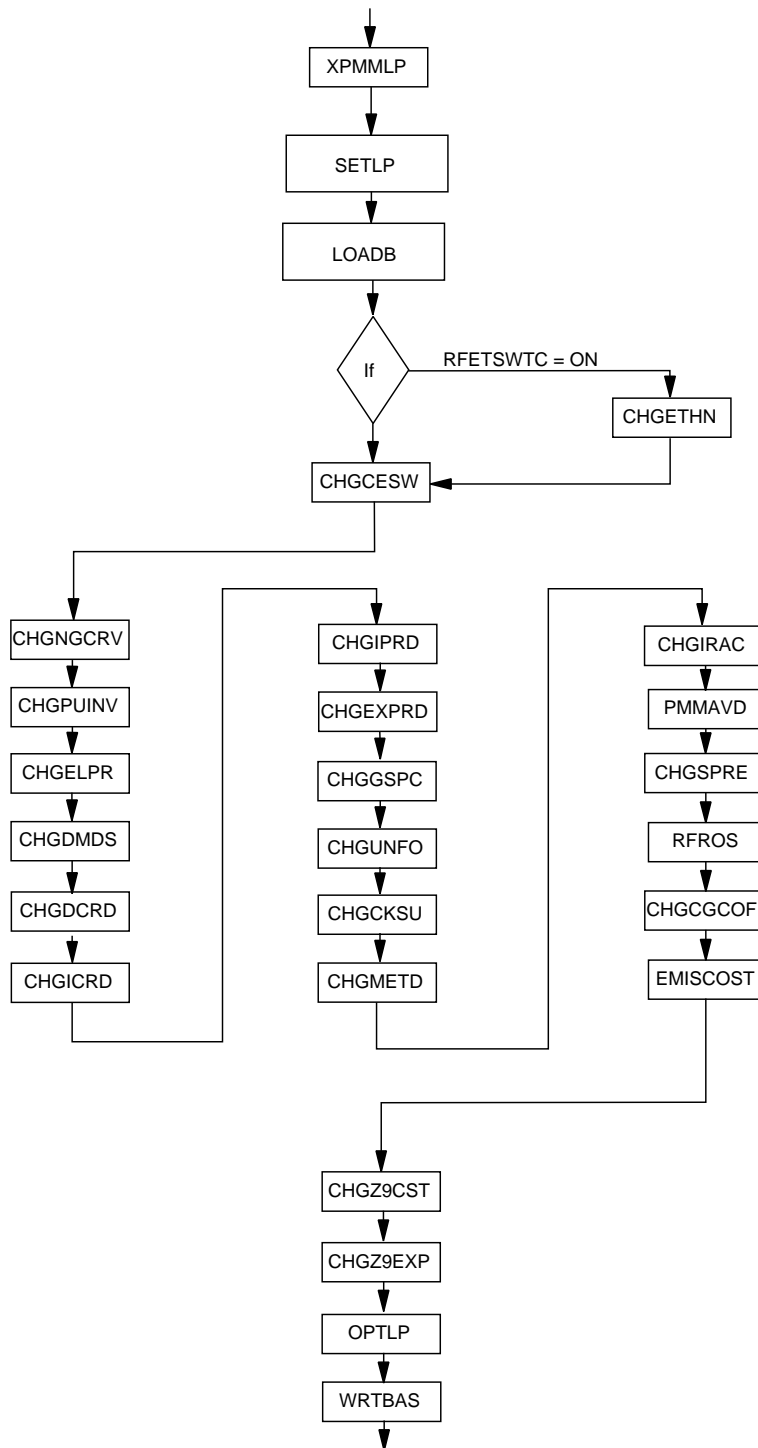 XPMMLP
SETLP
LOADB
If
RFETSWTC = ON
CHGETHN
CHGCESW
CHGNGCRV
CHGPUINV
CHGELPR
CHGDMDS
CHGDCRD
CHGICRD
CHGIPRD
CHGEXPRD
CHGGSPC
CHGUNFO
CHGCKSU
CHGMETD
CHGIRAC
PMMAVD
CHGSPRE
RFROS
CHGCGCOF
EMISCOST
CHGZ9CST
CHGZ9EXP
OPTLP
WRTBAS